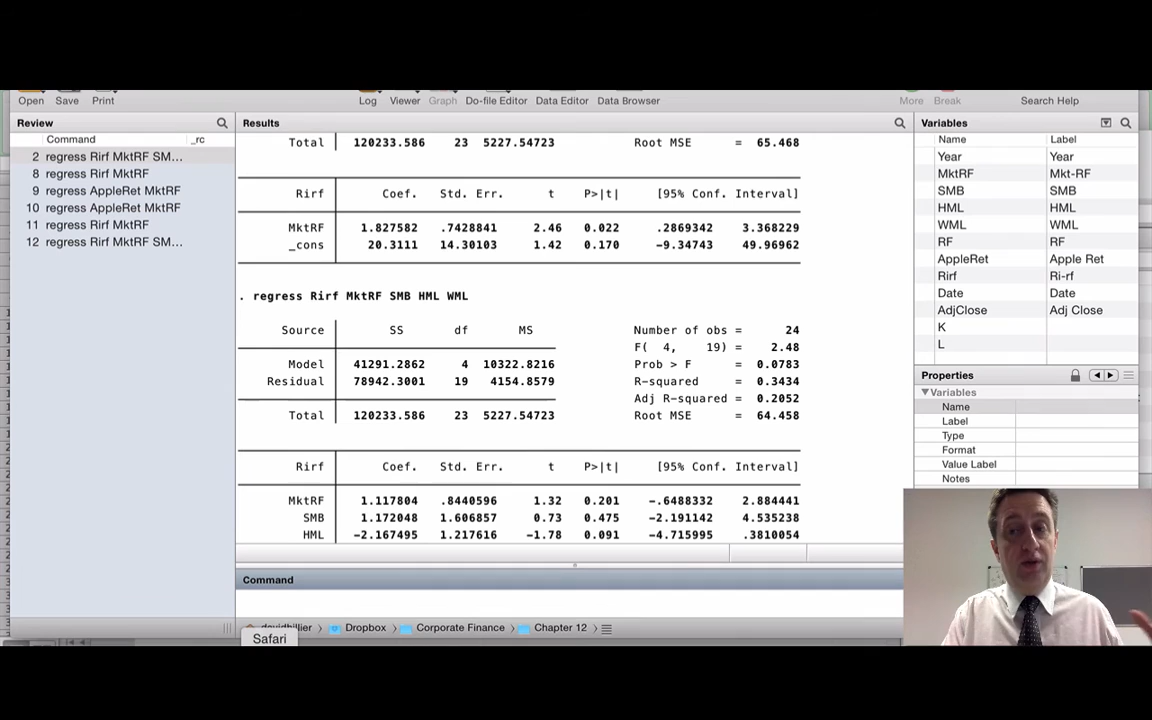 Open Save Print Log Viewer Graph Do-file Editor Data Editor Data Browser More Break Search Help
Review
Command _rc
2 regress Rirf MktRF SM...
8 regress Rirf MktRF
9 regress AppleRet MktRF
10 regress AppleRet MktRF
11 regress Rirf MktRF
12 regress Rirf MktRF SM...
Results
Total 120233.586 23 5227.54723 Root MSE = 65.468
Rirf Coef. Std. Err. t P>|t| [95% Conf. Interval]
MktRF 1.827582 .7428841 2.46 0.022 .2869342 3.368229
_cons 20.3111 14.30103 1.42 0.170 -9.34743 49.96962
. regress Rirf MktRF SMB HML WML
Source SS df MS Number of obs = 24
F( 4, 19) = 2.48
Model 41291.2862 4 10322.8216 Prob > F = 0.0783
Residual 78942.3001 19 4154.8579 R-squared = 0.3434
Adj R-squared = 0.2052
Total 120233.586 23 5227.54723 Root MSE = 64.458
Rirf Coef. Std. Err. t P>|t| [95% Conf. Interval]
MktRF 1.117804 .8440596 1.32 0.201 -.6488332 2.884441
SMB 1.172048 1.606857 0.73 0.475 -2.191142 4.535238
HML -2.167495 1.217616 -1.78 0.091 -4.715995 .3810054
Command
davidhillier Dropbox Corporate Finance Chapter 12
Safari
Variables
Name Label
Year Year
MktRF Mkt-RF
SMB SMB
HML HML
WML WML
RF RF
AppleRet Apple Ret
Rirf Ri-rf
Date Date
AdjClose Adj Close
K
L
Properties
Variables
Name
Label
Type
Format
Value Label
Notes